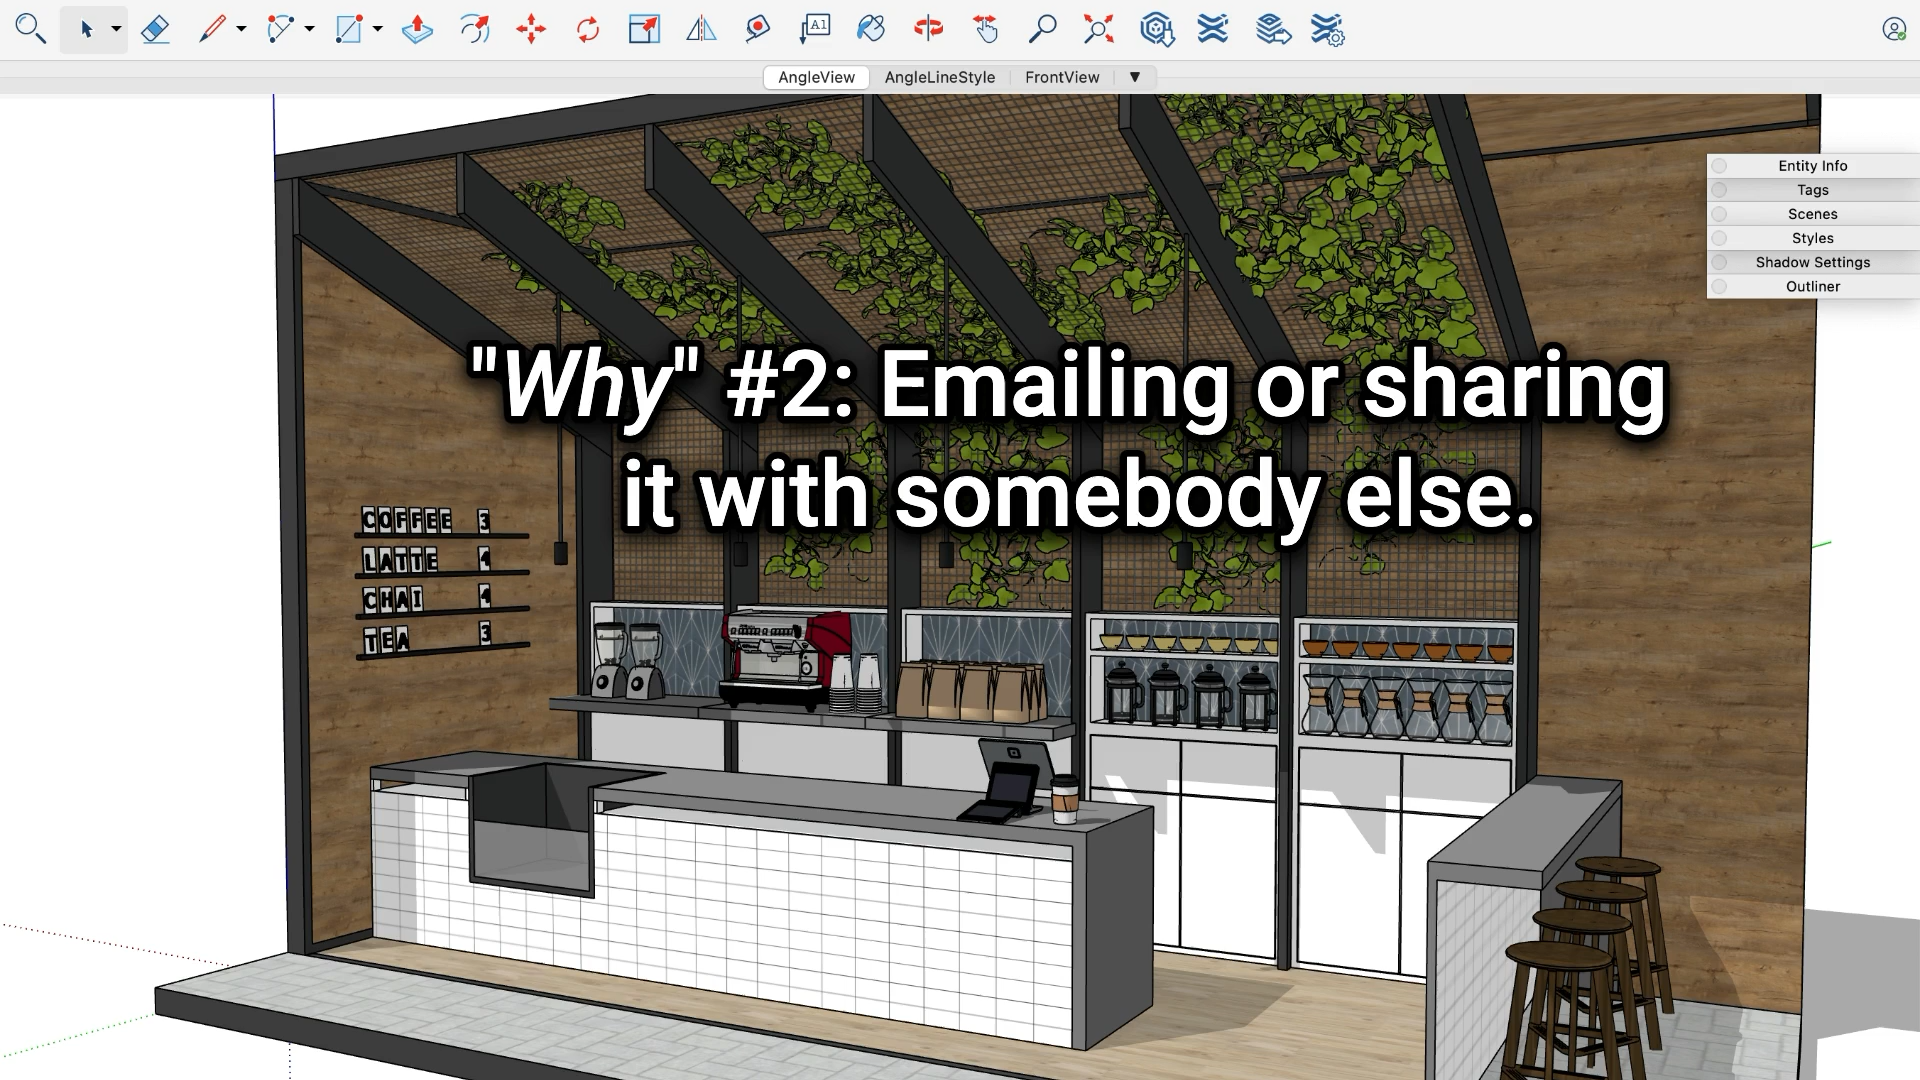 A1
AngleView AngleLineStyle FrontView
Entity Info
Tags
Scenes
Styles
Shadow Settings
Outliner
"Why" #2: Emailing or sharing
it with somebody else.
COFFEE 3
LATTE 4
CHAI 4
TEA 3